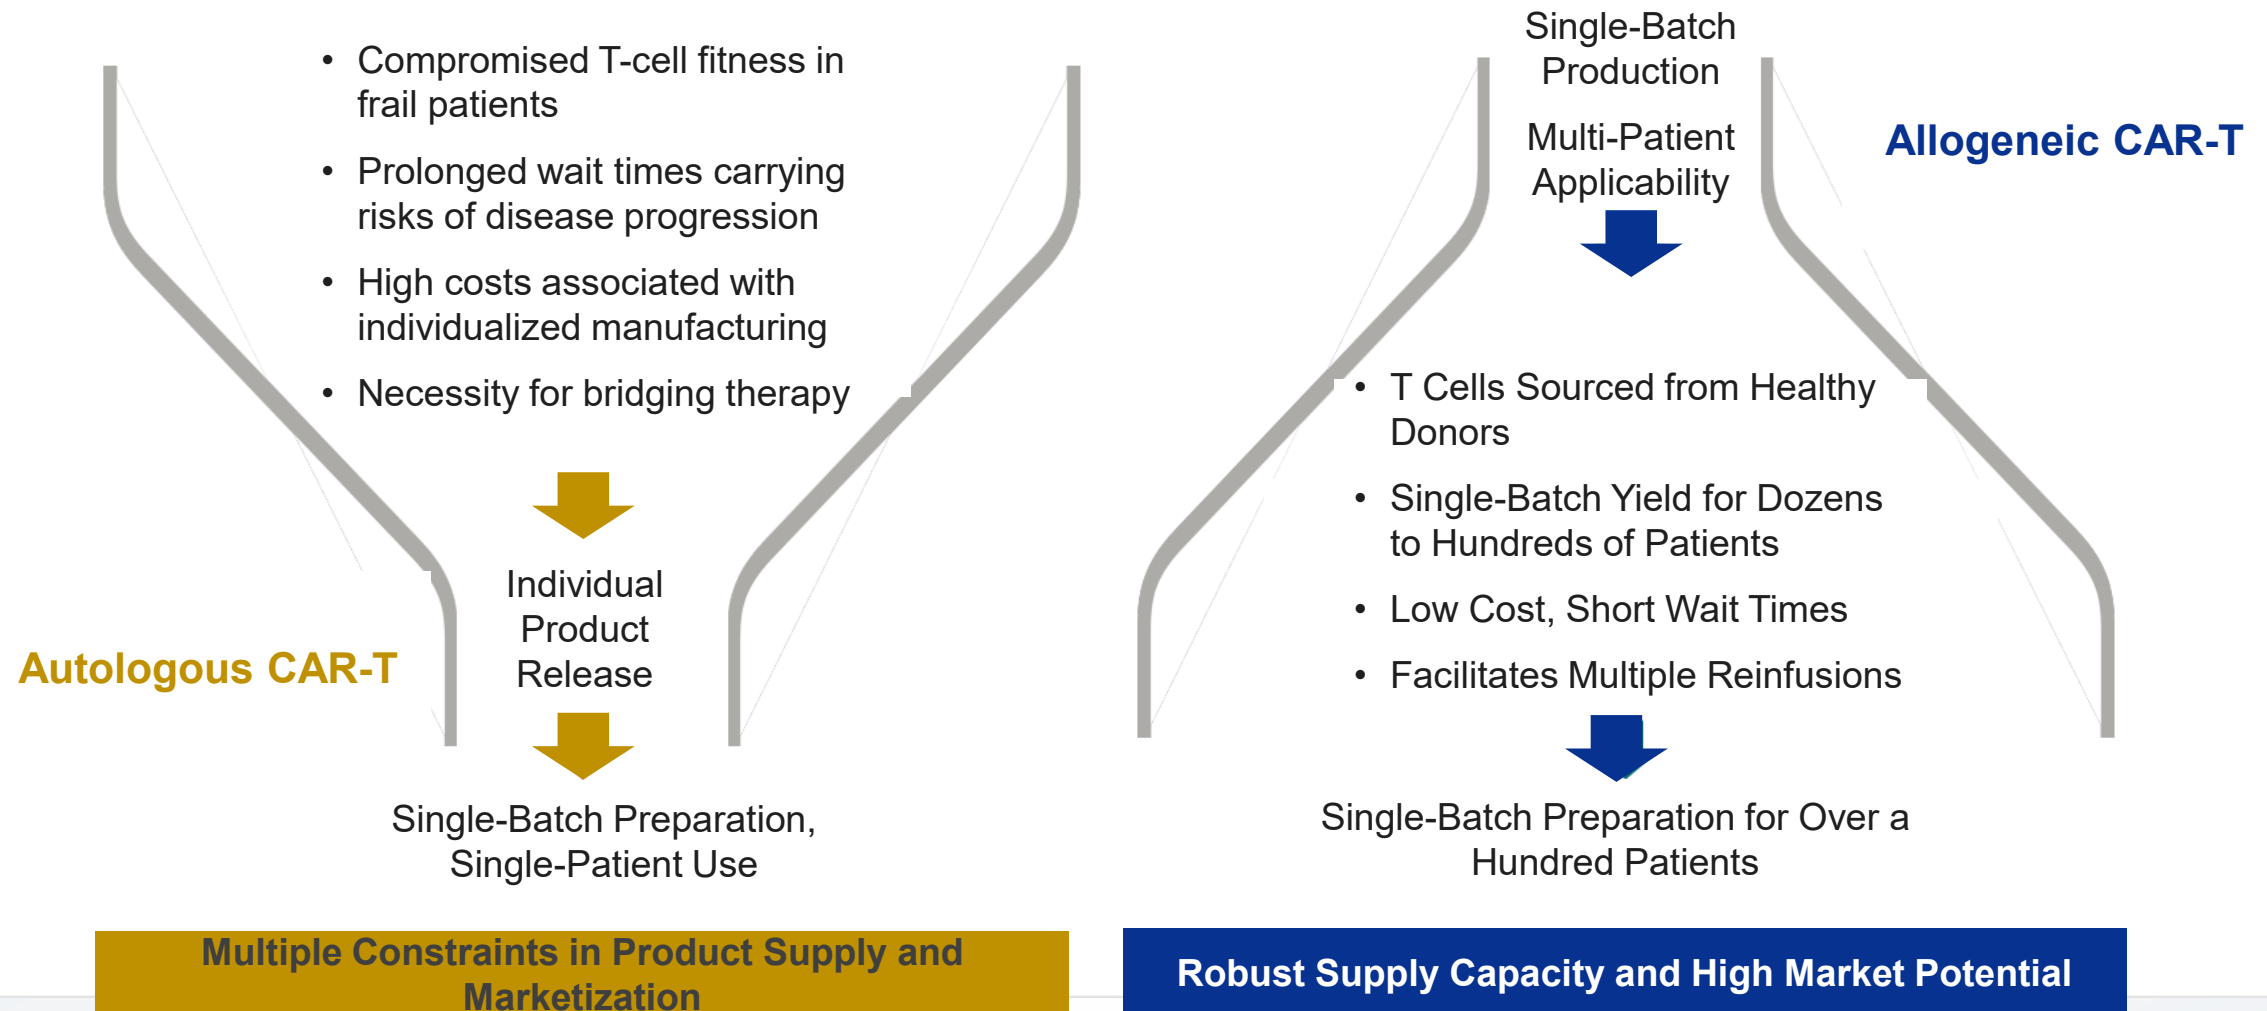 • Compromised T-cell fitness in
frail patients
• Prolonged wait times carrying
risks of disease progression
• High costs associated with
individualized manufacturing
• Necessity for bridging therapy
Individual
Product
Release
Autologous CAR-T
Single-Batch Preparation,
Single-Patient Use
Multiple Constraints in Product Supply and
Marketization
Single-Batch
Production
Multi-Patient
Applicability
Allogeneic CAR-T
• T Cells Sourced from Healthy
Donors
• Single-Batch Yield for Dozens
to Hundreds of Patients
• Low Cost, Short Wait Times
• Facilitates Multiple Reinfusions
Single-Batch Preparation for Over a
Hundred Patients
Robust Supply Capacity and High Market Potential